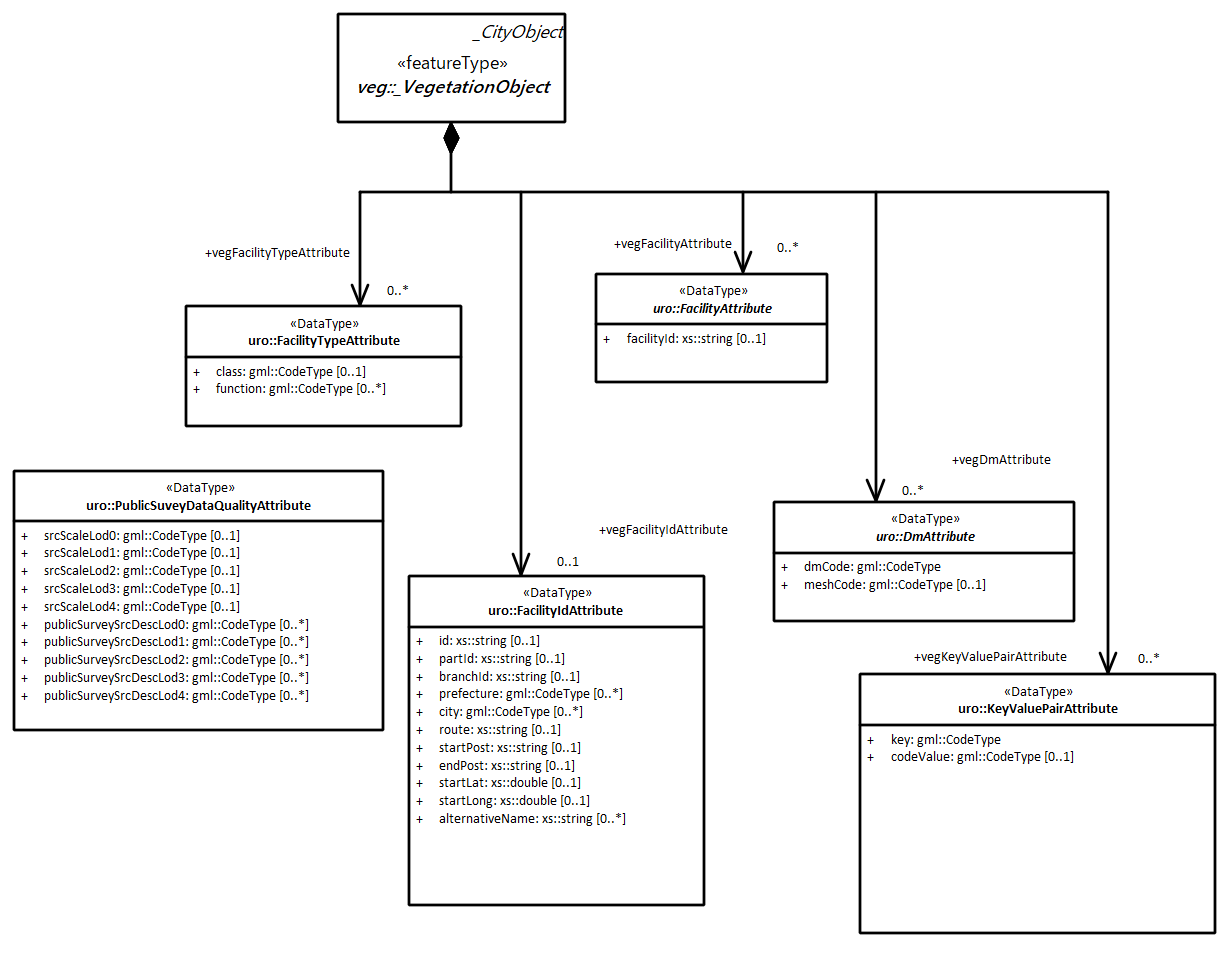 _CityObject
«featureType»
veg::_VegetationObject
+vegFacilityTypeAttribute
0..*
+vegFacilityAttribute
0..*
«DataType»
uro::FacilityTypeAttribute
+ class: gml::CodeType [0..1]
+ function: gml::CodeType [0..*]
«DataType»
uro::FacilityAttribute
+ facilityId: xs::string [0..1]
«DataType»
uro::PublicSuveyDataQualityAttribute
+ srcScaleLod0: gml::CodeType [0..1]
+ srcScaleLod1: gml::CodeType [0..1]
+ srcScaleLod2: gml::CodeType [0..1]
+ srcScaleLod3: gml::CodeType [0..1]
+ srcScaleLod4: gml::CodeType [0..1]
+ publicSurveySrcDescLod0: gml::CodeType [0..*]
+ publicSurveySrcDescLod1: gml::CodeType [0..*]
+ publicSurveySrcDescLod2: gml::CodeType [0..*]
+ publicSurveySrcDescLod3: gml::CodeType [0..*]
+ publicSurveySrcDescLod4: gml::CodeType [0..*]
+vegFacilityIdAttribute
0..1
«DataType»
uro::FacilityIdAttribute
+ id: xs::string [0..1]
+ partId: xs::string [0..1]
+ branchId: xs::string [0..1]
+ prefecture: gml::CodeType [0..*]
+ city: gml::CodeType [0..*]
+ route: xs::string [0..1]
+ startPost: xs::string [0..1]
+ endPost: xs::string [0..1]
+ startLat: xs::double [0..1]
+ startLong: xs::double [0..1]
+ alternativeName: xs::string [0..*]
+vegDmAttribute
0..*
«DataType»
uro::DmAttribute
+ dmCode: gml::CodeType
+ meshCode: gml::CodeType [0..1]
+vegKeyValuePairAttribute
0..*
«DataType»
uro::KeyValuePairAttribute
+ key: gml::CodeType
+ codeValue: gml::CodeType [0..1]